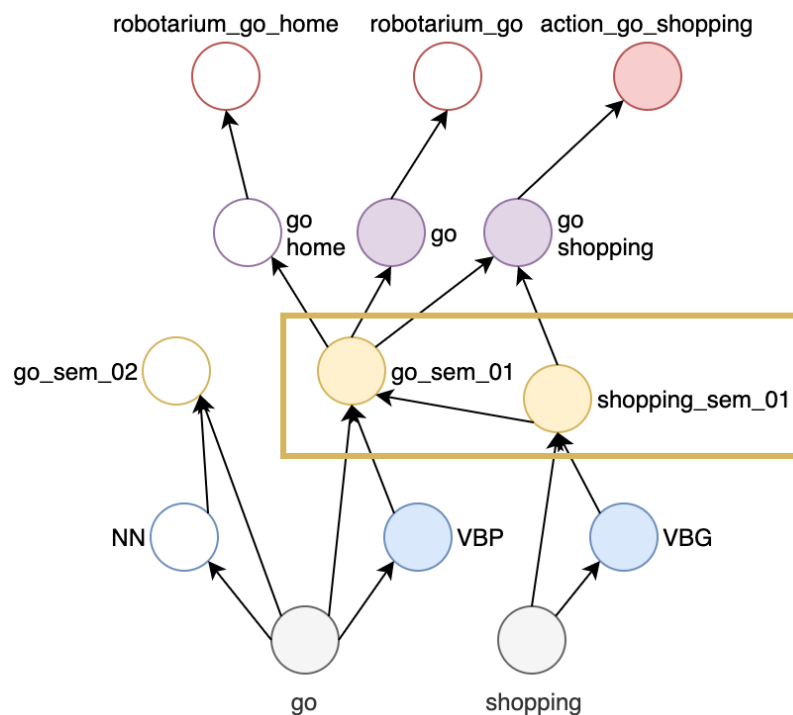 robotarium_go_home
robotarium_go
action_go_shopping
go
home
go
go
shopping
go_sem_02
go_sem_01
shopping_sem_01
NN
VBP
VBG
go
shopping